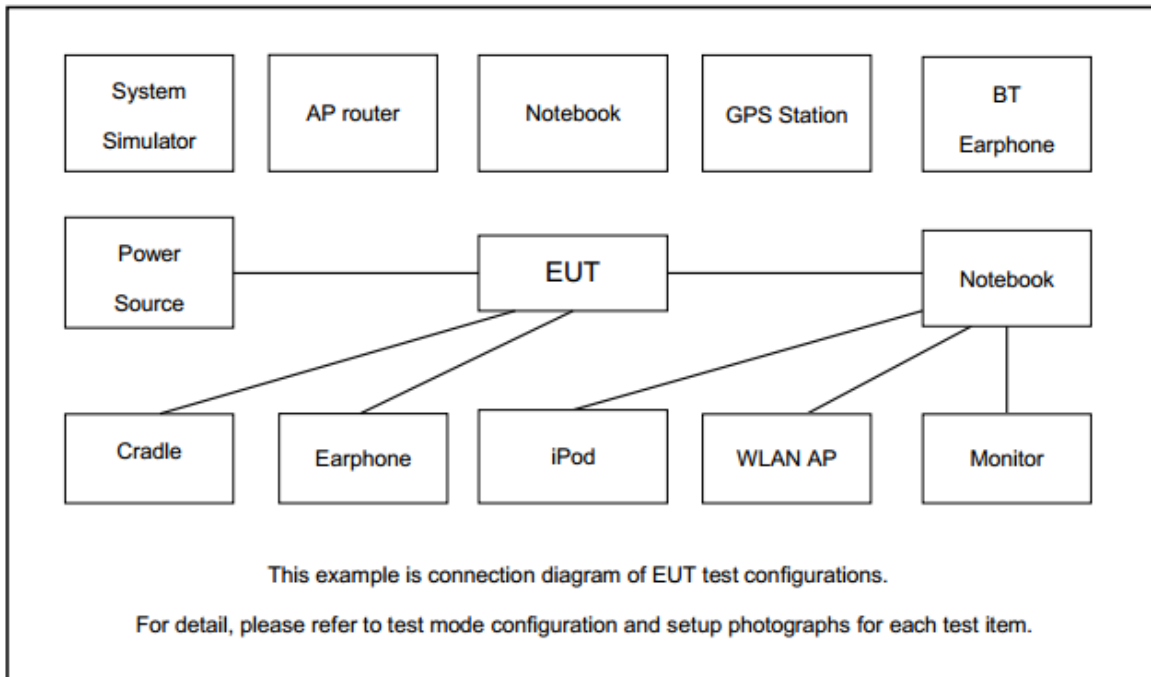 System
Simulator
AP router
Notebook
GPS Station
BT
Earphone
Power
Source
EUT
Notebook
Cradle
Earphone
iPod
WLAN AP
Monitor
This example is connection diagram of EUT test configurations.
For detail, please refer to test mode configuration and setup photographs for each test item.